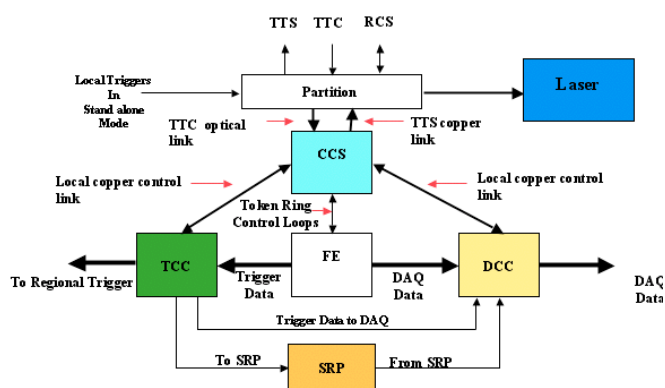 TTS TTC RCS
Local Triggers
In
Stand alone
Mode
Partition
Laser
TTC optical
link
TTS copper
link
CCS
Local copper control
link
Local copper control
link
Token Ring
Control Loops
TCC
FE
DCC
To Regional Trigger
Trigger
Data
DAQ
Data
DAQ
Data
Trigger Data to DAQ
To SRP
SRP
From SRP